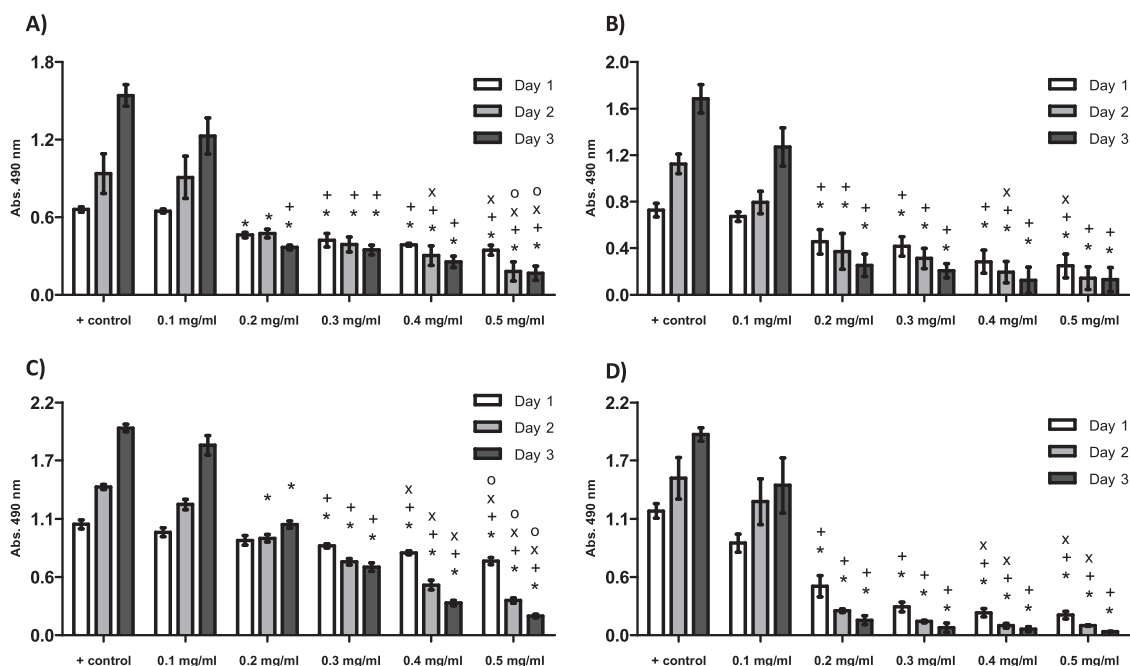 A)
1.8
1.2
0.6
0.0
Abs. 490 nm
Day 1
Day 2
Day 3
+ + + x o o
+ * * * + + x + + x + x x
* * * + * * * * + * + * + * + *
+ control 0.1 mg/ml 0.2 mg/ml 0.3 mg/ml 0.4 mg/ml 0.5 mg/ml
B)
2.0
1.6
1.2
0.8
0.4
0.0
Abs. 490 nm
Day 1
Day 2
Day 3
+ + + + + + + x + + x + +
* * * * * * * + * * + * * *
+ control 0.1 mg/ml 0.2 mg/ml 0.3 mg/ml 0.4 mg/ml 0.5 mg/ml
C)
2.2
1.7
1.1
0.6
0.0
Abs. 490 nm
Day 1
Day 2
Day 3
* * + + + x x x o o o
* * * + + + x x x
* * * + + +
* * *
+ control 0.1 mg/ml 0.2 mg/ml 0.3 mg/ml 0.4 mg/ml 0.5 mg/ml
D)
2.2
1.7
1.1
0.6
0.0
Abs. 490 nm
Day 1
Day 2
Day 3
+ + + + + + x x + x x +
* * * * * * + + * + + *
* * * *
+ control 0.1 mg/ml 0.2 mg/ml 0.3 mg/ml 0.4 mg/ml 0.5 mg/ml